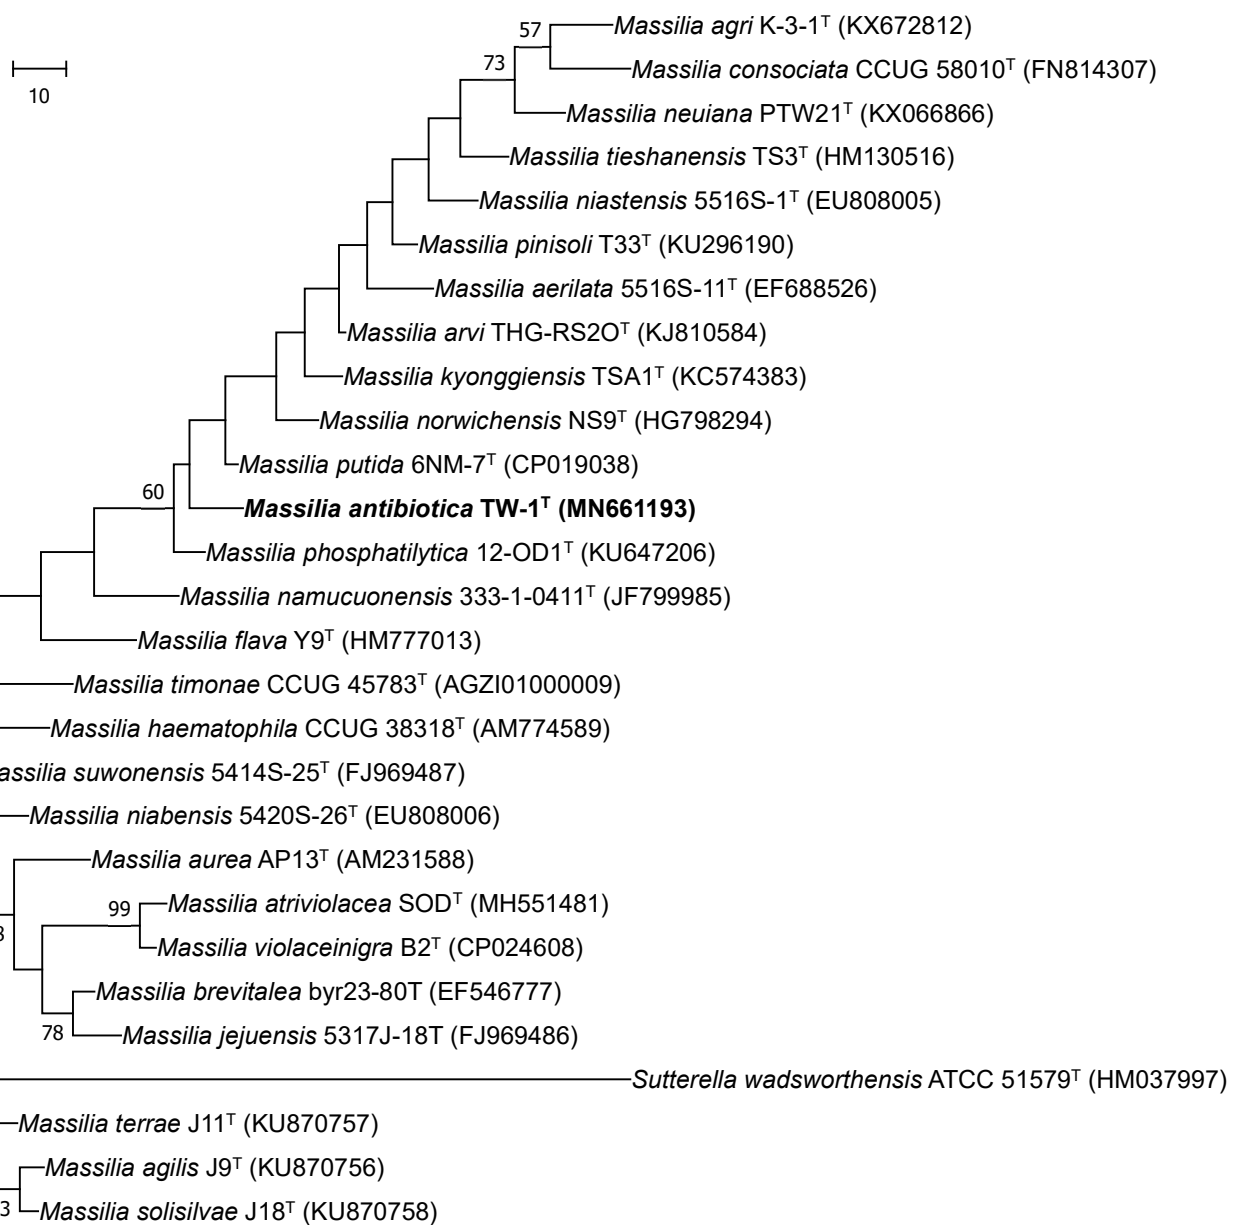 57
Massilia agri K-3-1ᵀ (KX672812)
73
10
Massilia consociata CCUG 58010ᵀ (FN814307)
Massilia neuiana PTW21ᵀ (KX066866)
Massilia tieshanensis TS3ᵀ (HM130516)
Massilia niastensis 5516S-1ᵀ (EU808005)
Massilia pinisoli T33ᵀ (KU296190)
Massilia aerilata 5516S-11ᵀ (EF688526)
Massilia arvi THG-RS2Oᵀ (KJ810584)
Massilia kyonggiensis TSA1ᵀ (KC574383)
Massilia norwichensis NS9ᵀ (HG798294)
Massilia putida 6NM-7ᵀ (CP019038)
60
Massilia antibiotica TW-1ᵀ (MN661193)
Massilia phosphatilytica 12-OD1ᵀ (KU647206)
Massilia namucuonensis 333-1-0411ᵀ (JF799985)
Massilia flava Y9ᵀ (HM777013)
Massilia timonae CCUG 45783ᵀ (AGZI01000009)
Massilia haematophila CCUG 38318ᵀ (AM774589)
assilia suwonensis 5414S-25ᵀ (FJ969487)
Massilia niabensis 5420S-26ᵀ (EU808006)
Massilia aurea AP13ᵀ (AM231588)
99
Massilia atriviolacea SODᵀ (MH551481)
Massilia violaceinigra B2ᵀ (CP024608)
Massilia brevitalea byr23-80T (EF546777)
78
Massilia jejuensis 5317J-18T (FJ969486)
Sutterella wadsworthensis ATCC 51579ᵀ (HM037997)
Massilia terrae J11ᵀ (KU870757)
Massilia agilis J9ᵀ (KU870756)
3
Massilia solisilvae J18ᵀ (KU870758)